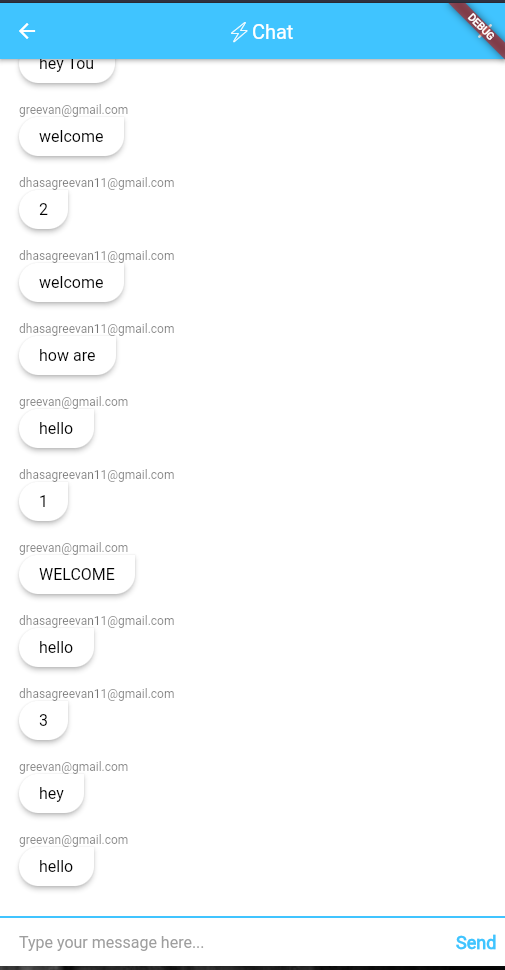 Chat
DEBUG
hey You
greevan@gmail.com
welcome
dhasagreevan11@gmail.com
2
dhasagreevan11@gmail.com
welcome
dhasagreevan11@gmail.com
how are
greevan@gmail.com
hello
dhasagreevan11@gmail.com
1
greevan@gmail.com
WELCOME
dhasagreevan11@gmail.com
hello
dhasagreevan11@gmail.com
3
greevan@gmail.com
hey
greevan@gmail.com
hello
Type your message here...
Send